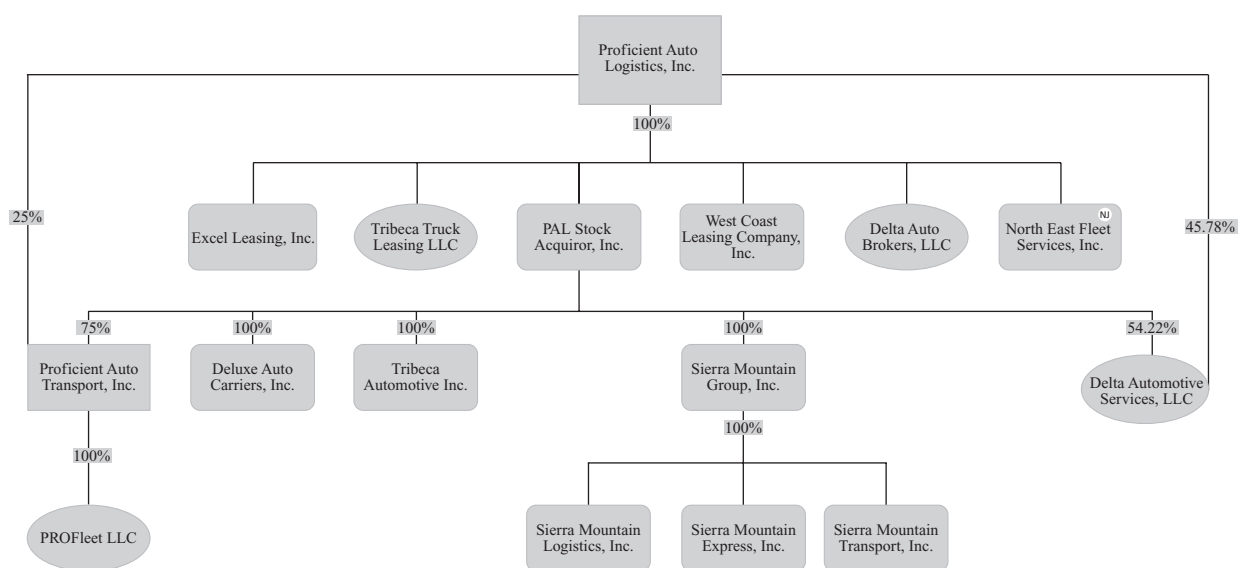 Proficient Auto
Logistics, Inc.
100%
25%
45.78%
Excel Leasing, Inc.
Tribeca Truck
Leasing LLC
PAL Stock
Acquiror, Inc.
West Coast
Leasing Company,
Inc.
Delta Auto
Brokers, LLC
NJ
North East Fleet
Services, Inc.
75%
100%
100%
100%
54.22%
Proficient Auto
Transport, Inc.
Deluxe Auto
Carriers, Inc.
Tribeca
Automotive Inc.
Sierra Mountain
Group, Inc.
Delta Automotive
Services, LLC
100%
100%
PROFleet LLC
Sierra Mountain
Logistics, Inc.
Sierra Mountain
Express, Inc.
Sierra Mountain
Transport, Inc.